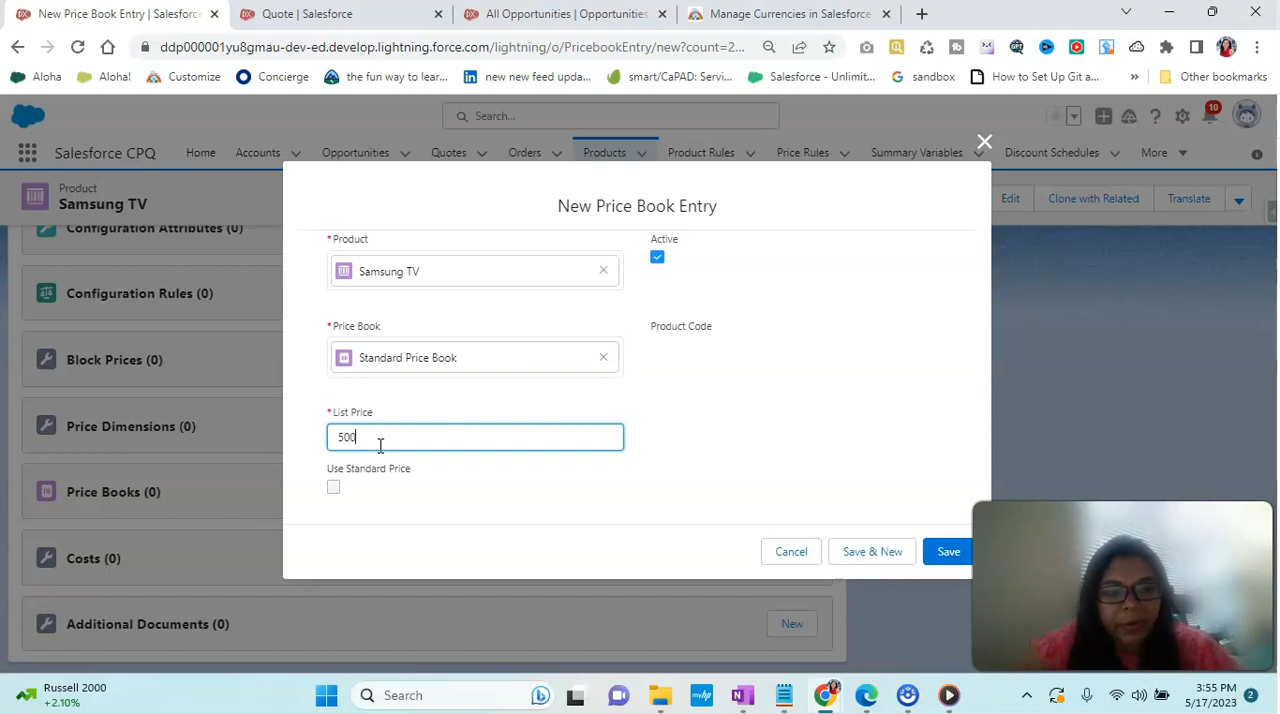 New Price Book Entry | Salesforce
Quote | Salesforce
All Opportunities | Opportunities
Manage Currencies in Salesforce
ddp000001yu8gmau-dev-ed.develop.lightning.force.com/lightning/o/PricebookEntry/new?count=2...
Aloha
Aloha!
Customize
Concierge
the fun way to lear...
new new feed upda...
smart/CaPAD: Servi...
Salesforce - Unlimit...
sandbox
How to Set Up Git a...
»
Other bookmarks
Search...
10
Salesforce CPQ
Home
Accounts
Opportunities
Quotes
Orders
Products
Product Rules
Price Rules
Summary Variables
Discount Schedules
More
Product
Samsung TV
Edit
Clone with Related
Translate
Configuration Attributes (0)
Configuration Rules (0)
Block Prices (0)
Price Dimensions (0)
Price Books (0)
Costs (0)
Additional Documents (0)
New
New Price Book Entry
*Product
Samsung TV
Active
*Price Book
Standard Price Book
Product Code
*List Price
500
Use Standard Price
Cancel
Save & New
Save
Russell 2000
+2.10%
Search
3:55 PM
5/17/2023
2